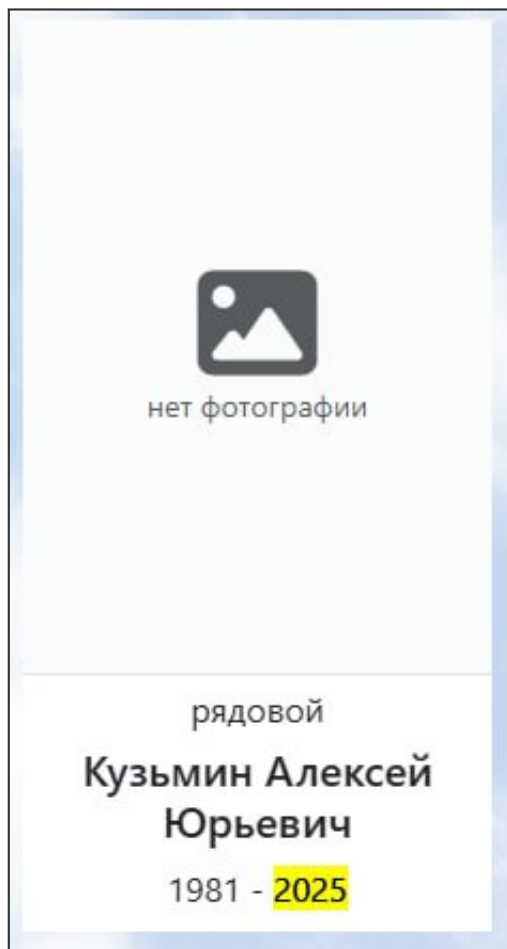 нет фотографии
рядовой
Кузьмин Алексей
Юрьевич
1981 - 2025